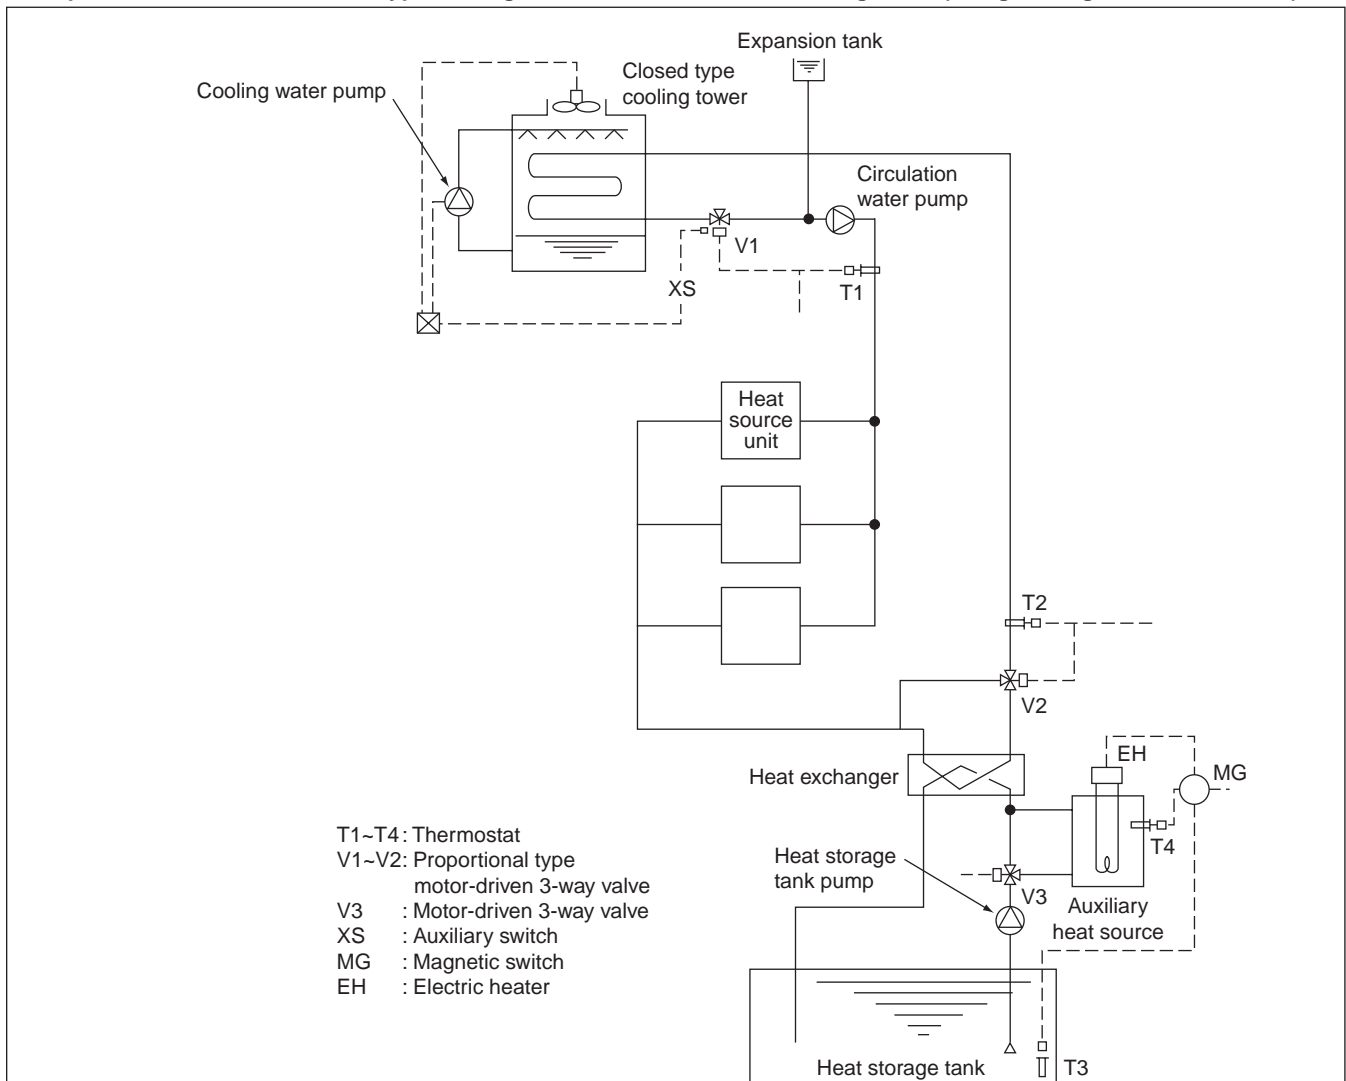 Expansion tank
Closed type
cooling tower
Cooling water pump
Circulation
water pump
V1
XS
T1
Heat
source
unit
T2
V2
Heat exchanger
EH
MG
T4
Heat storage
tank pump
V3
Auxiliary
heat source
T1~T4 : Thermostat
V1~V2 : Proportional type
motor-driven 3-way valve
V3 : Motor-driven 3-way valve
XS : Auxiliary switch
MG : Magnetic switch
EH : Electric heater
Heat storage tank
T3